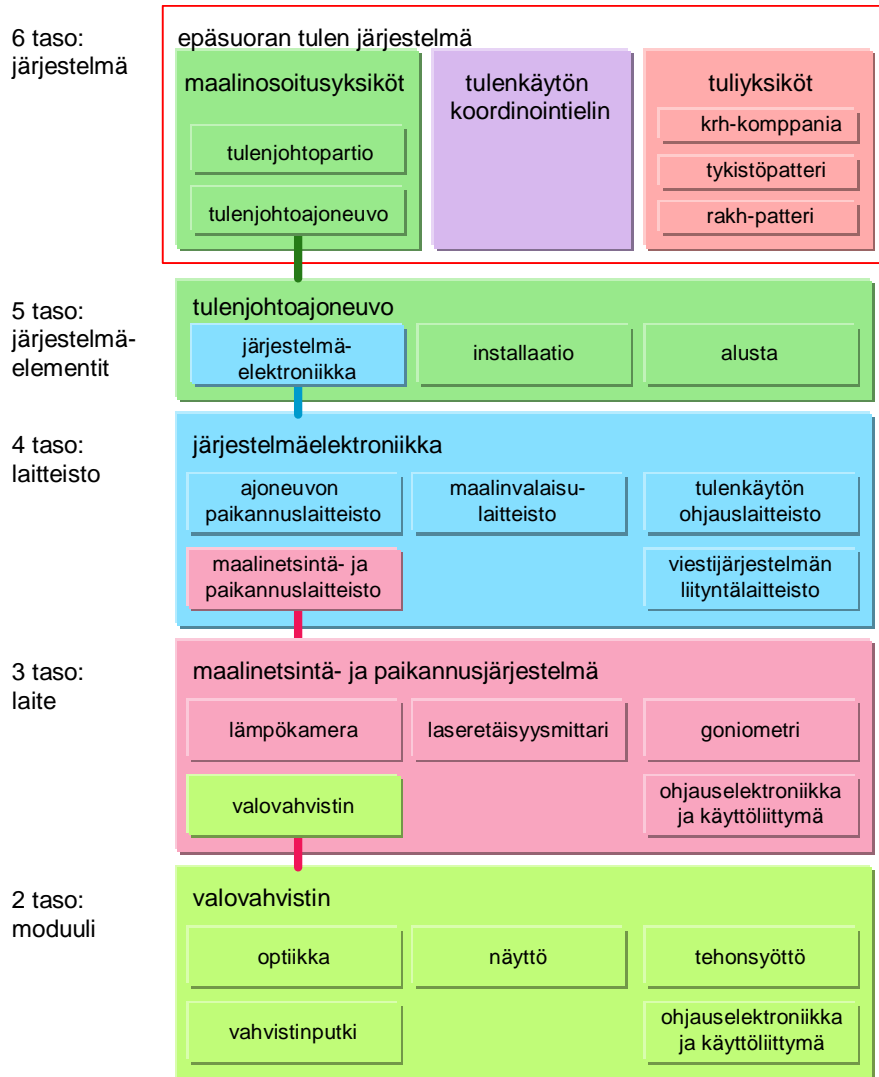 6 taso:
järjestelmä
epäsuoran tulen järjestelmä
maalinosoitusyksiköt
tulenjohtopartio
tulenjohtoajoneuvo
tulenkäytön
koordinointielin
tuliyksiköt
krh-komppania
tykistöpatteri
rakh-patteri
5 taso:
järjestelmä-
elementit
tulenjohtoajoneuvo
järjestelmä-
elektroniikka
installaatio
alusta
4 taso:
laitteisto
järjestelmäelektroniikka
ajoneuvon
paikannuslaitteisto
maalinvalaisu-
laitteisto
tulenkäytön
ohjauslaitteisto
maalinetsintä- ja
paikannuslaitteisto
viestijärjestelmän
liityntälaitteisto
3 taso:
laite
maalinetsintä- ja paikannusjärjestelmä
lämpökamera
laseretäisyysmittari
goniometri
valovahvistin
ohjauselektroniikka
ja käyttöliittymä
2 taso:
moduuli
valovahvistin
optiikka
näyttö
tehonsyöttö
vahvistinputki
ohjauselektroniikka
ja käyttöliittymä